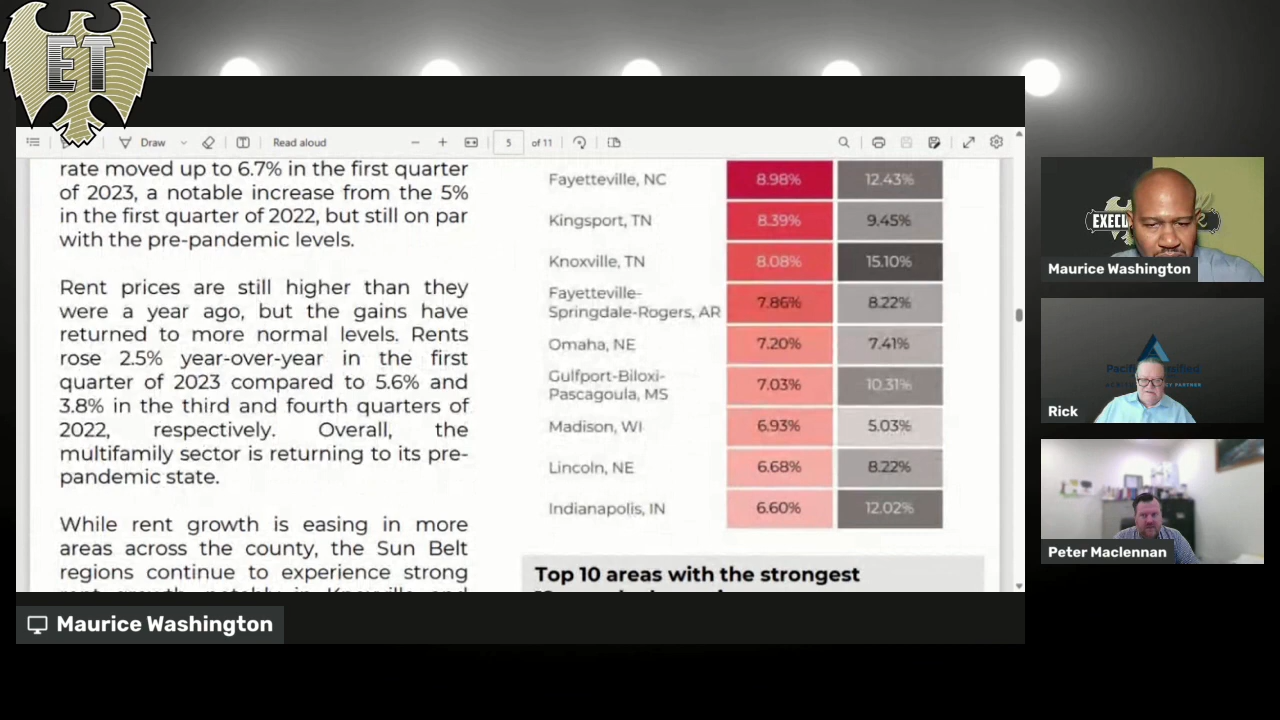 ET
Draw
Read aloud
5
of 11
rate moved up to 6.7% in the first quarter
of 2023, a notable increase from the 5%
in the first quarter of 2022, but still on par
with the pre-pandemic levels.
Rent prices are still higher than they
were a year ago, but the gains have
returned to more normal levels. Rents
rose 2.5% year-over-year in the first
quarter of 2023 compared to 5.6% and
3.8% in the third and fourth quarters of
2022, respectively. Overall, the
multifamily sector is returning to its pre-
pandemic state.
While rent growth is easing in more
areas across the county, the Sun Belt
regions continue to experience strong
Fayetteville, NC 8.98% 12.43%
Kingsport, TN 8.39% 9.45%
Knoxville, TN 8.08% 15.10%
Fayetteville-
Springdale-Rogers, AR 7.86% 8.22%
Omaha, NE 7.20% 7.41%
Gulfport-Biloxi-
Pascagoula, MS 7.03% 10.31%
Madison, WI 6.93% 5.03%
Lincoln, NE 6.68% 8.22%
Indianapolis, IN 6.60% 12.02%
Top 10 areas with the strongest
Maurice Washington
EXECU
Maurice Washington
Rick
Peter Maclennan